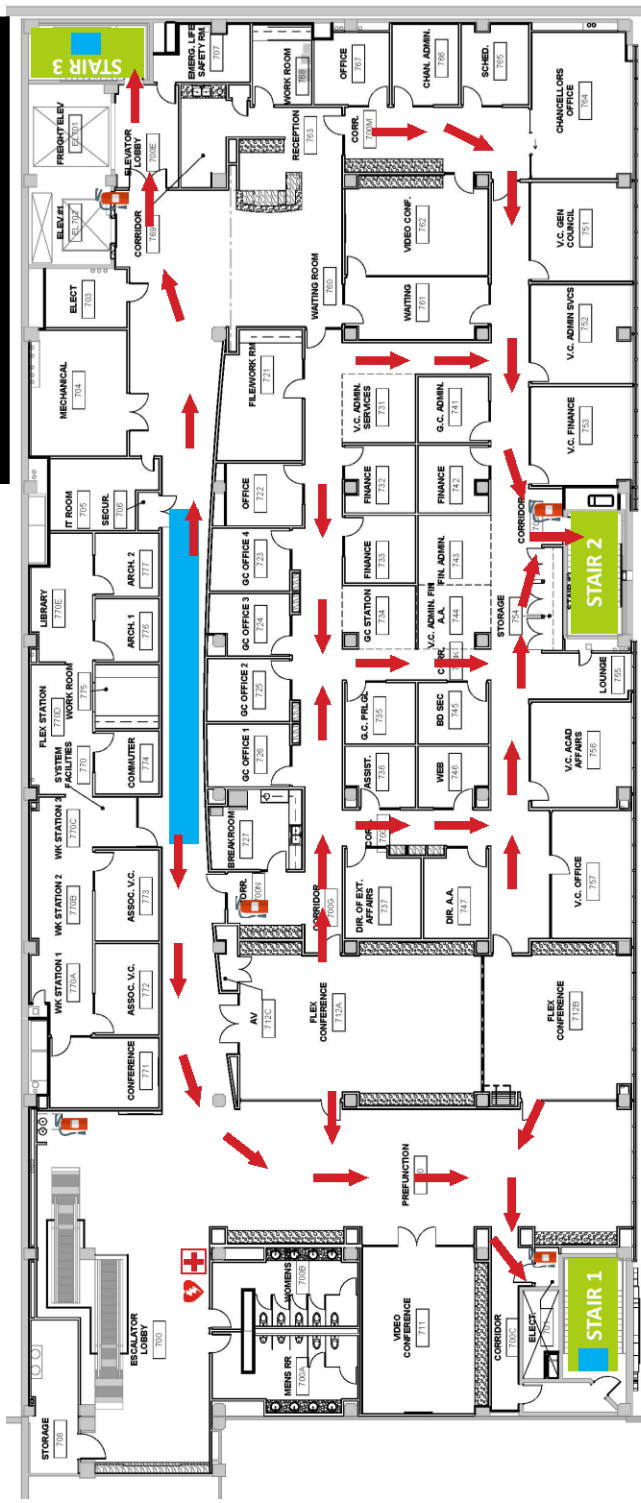 STAIR 3
EMERG. LIFE
SAFETY RM.
707
WORK ROOM
768
OFFICE
767
CHAN. ADMIN.
766
SCHED.
765
CHANCELLORS
OFFICE
764
FREIGHT ELEV
EL701
ELEVATOR
LOBBY
700E
RECEPTION
763
CORR.
700M
ELEV #1
EL702
CORRIDOR
769
VIDEO CONF.
762
V.C. GEN
COUNCIL
751
ELECT
703
WAITING ROOM
760
WAITING
761
V.C. ADMIN SVCS
752
MECHANICAL
704
FILE/WORK RM
721
V.C. ADMIN.
SERVICES
731
G.C. ADMIN.
741
V.C. FINANCE
753
IT ROOM
705
SECUR.
706
OFFICE
722
FINANCE
732
FINANCE
742
CORRIDOR
LIBRARY
770E
ARCH. 2
777
GC OFFICE 4
723
FINANCE
733
FIN. ADMIN.
743
STAIR 2
ARCH. 1
776
GC OFFICE 3
724
GC STATION
734
V.C. ADMIN. FIN
A.A.
744
STORAGE
754
FLEX STATION
770D
WORK ROOM
775
GC OFFICE 2
725
G.C. PRLGL
735
BD SEC
745
LOUNGE
755
SYSTEM
FACILITIES
770
COMMUTER
774
GC OFFICE 1
726
ASSIST.
736
WEB
746
V.C. ACAD
AFFAIRS
756
WK STATION 3
770C
BREAKROOM
727
WK STATION 2
770B
ASSOC. V.C.
773
700N
CORRIDOR
700G
DIR. OF EXT.
AFFAIRS
737
DIR. A.A.
747
V.C. OFFICE
757
WK STATION 1
770A
ASSOC. V.C.
772
AV
712C
FLEX
CONFERENCE
712A
FLEX
CONFERENCE
712B
CONFERENCE
771
PREFUNCTION
ESCALATOR
LOBBY
700
WOMENS
700B
MENS RR
700A
VIDEO
CONFERENCE
711
CORRIDOR
700C
ELECT.
STAIR 1
STORAGE
708